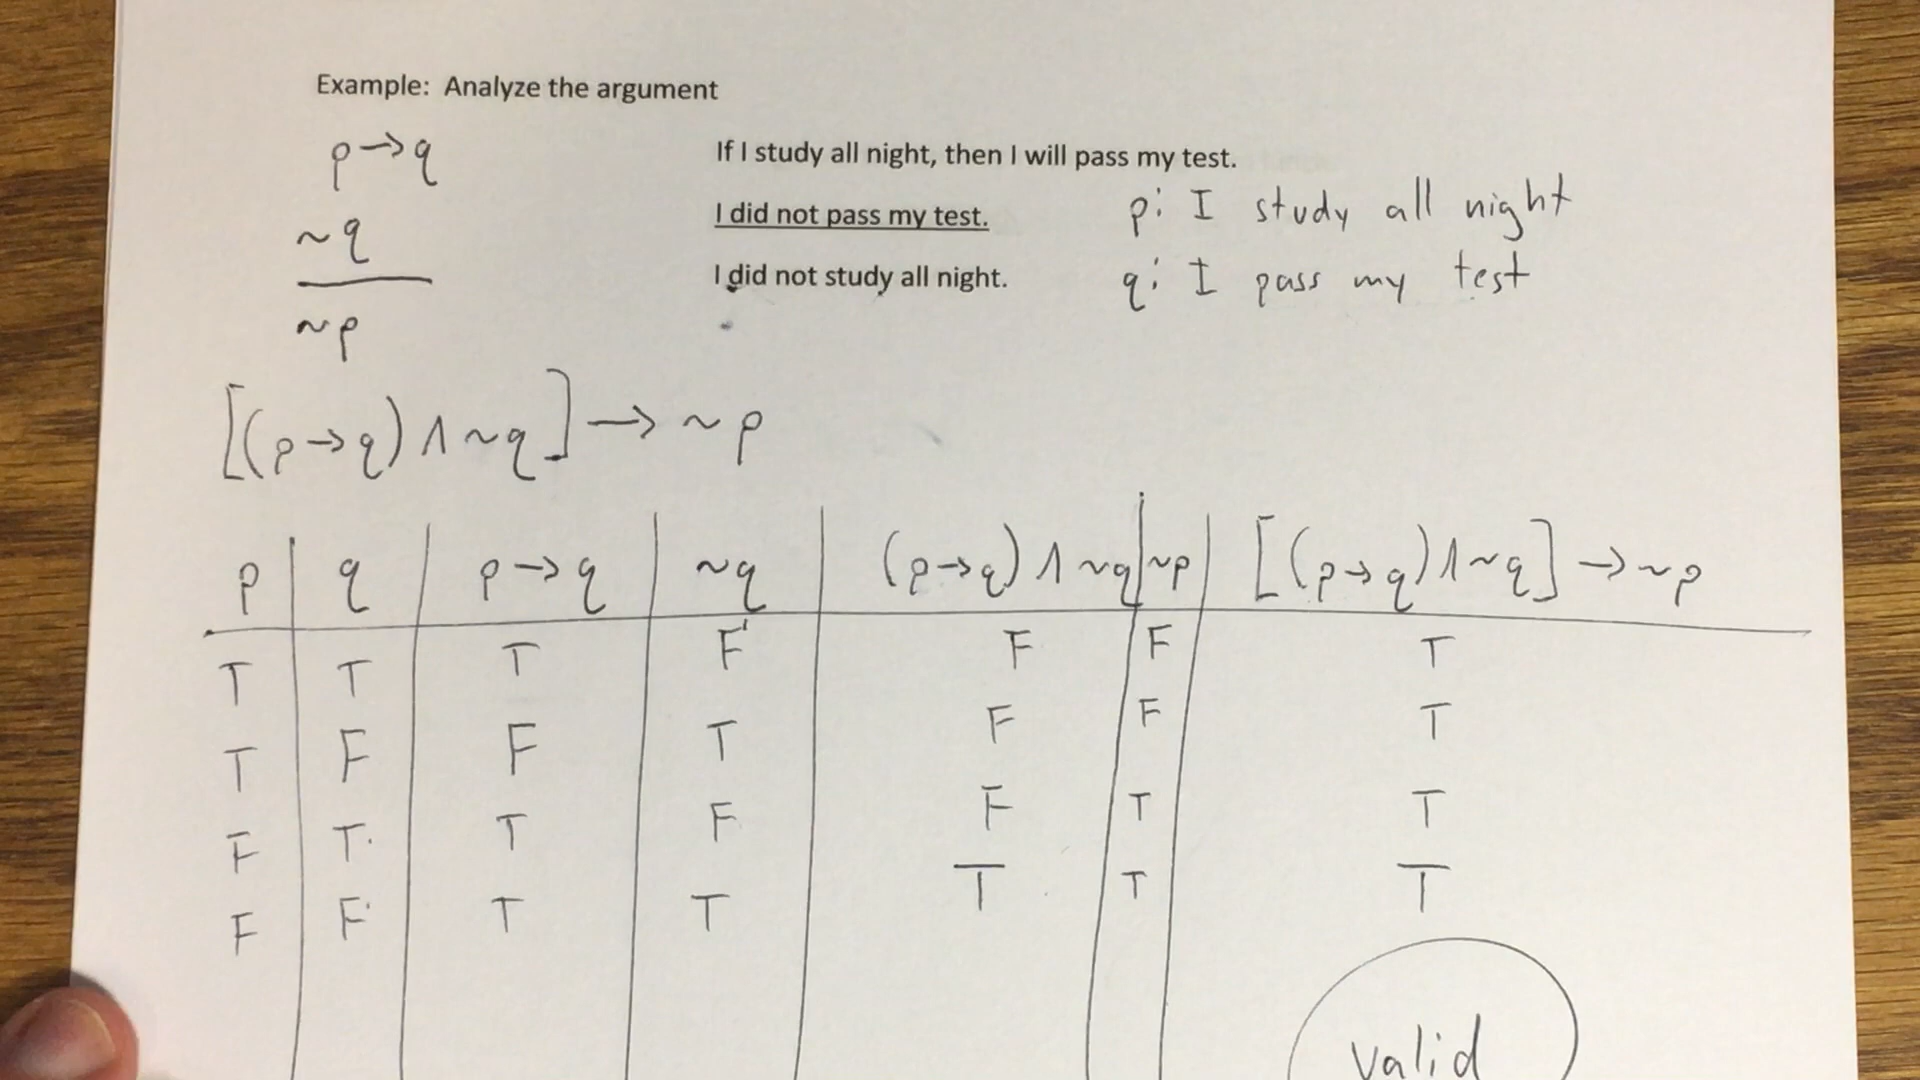 Example: Analyze the argument
p→q If I study all night, then I will pass my test.
~q I did not pass my test. p: I study all night
~p I did not study all night. q: I pass my test
[(p→q)∧~q]→~p
p q p→q ~q (p→q)∧~q ~p [(p→q)∧~q]→~p
T T T F F F T
T F F T F F T
F T T F F T T
F F T T T T T
valid